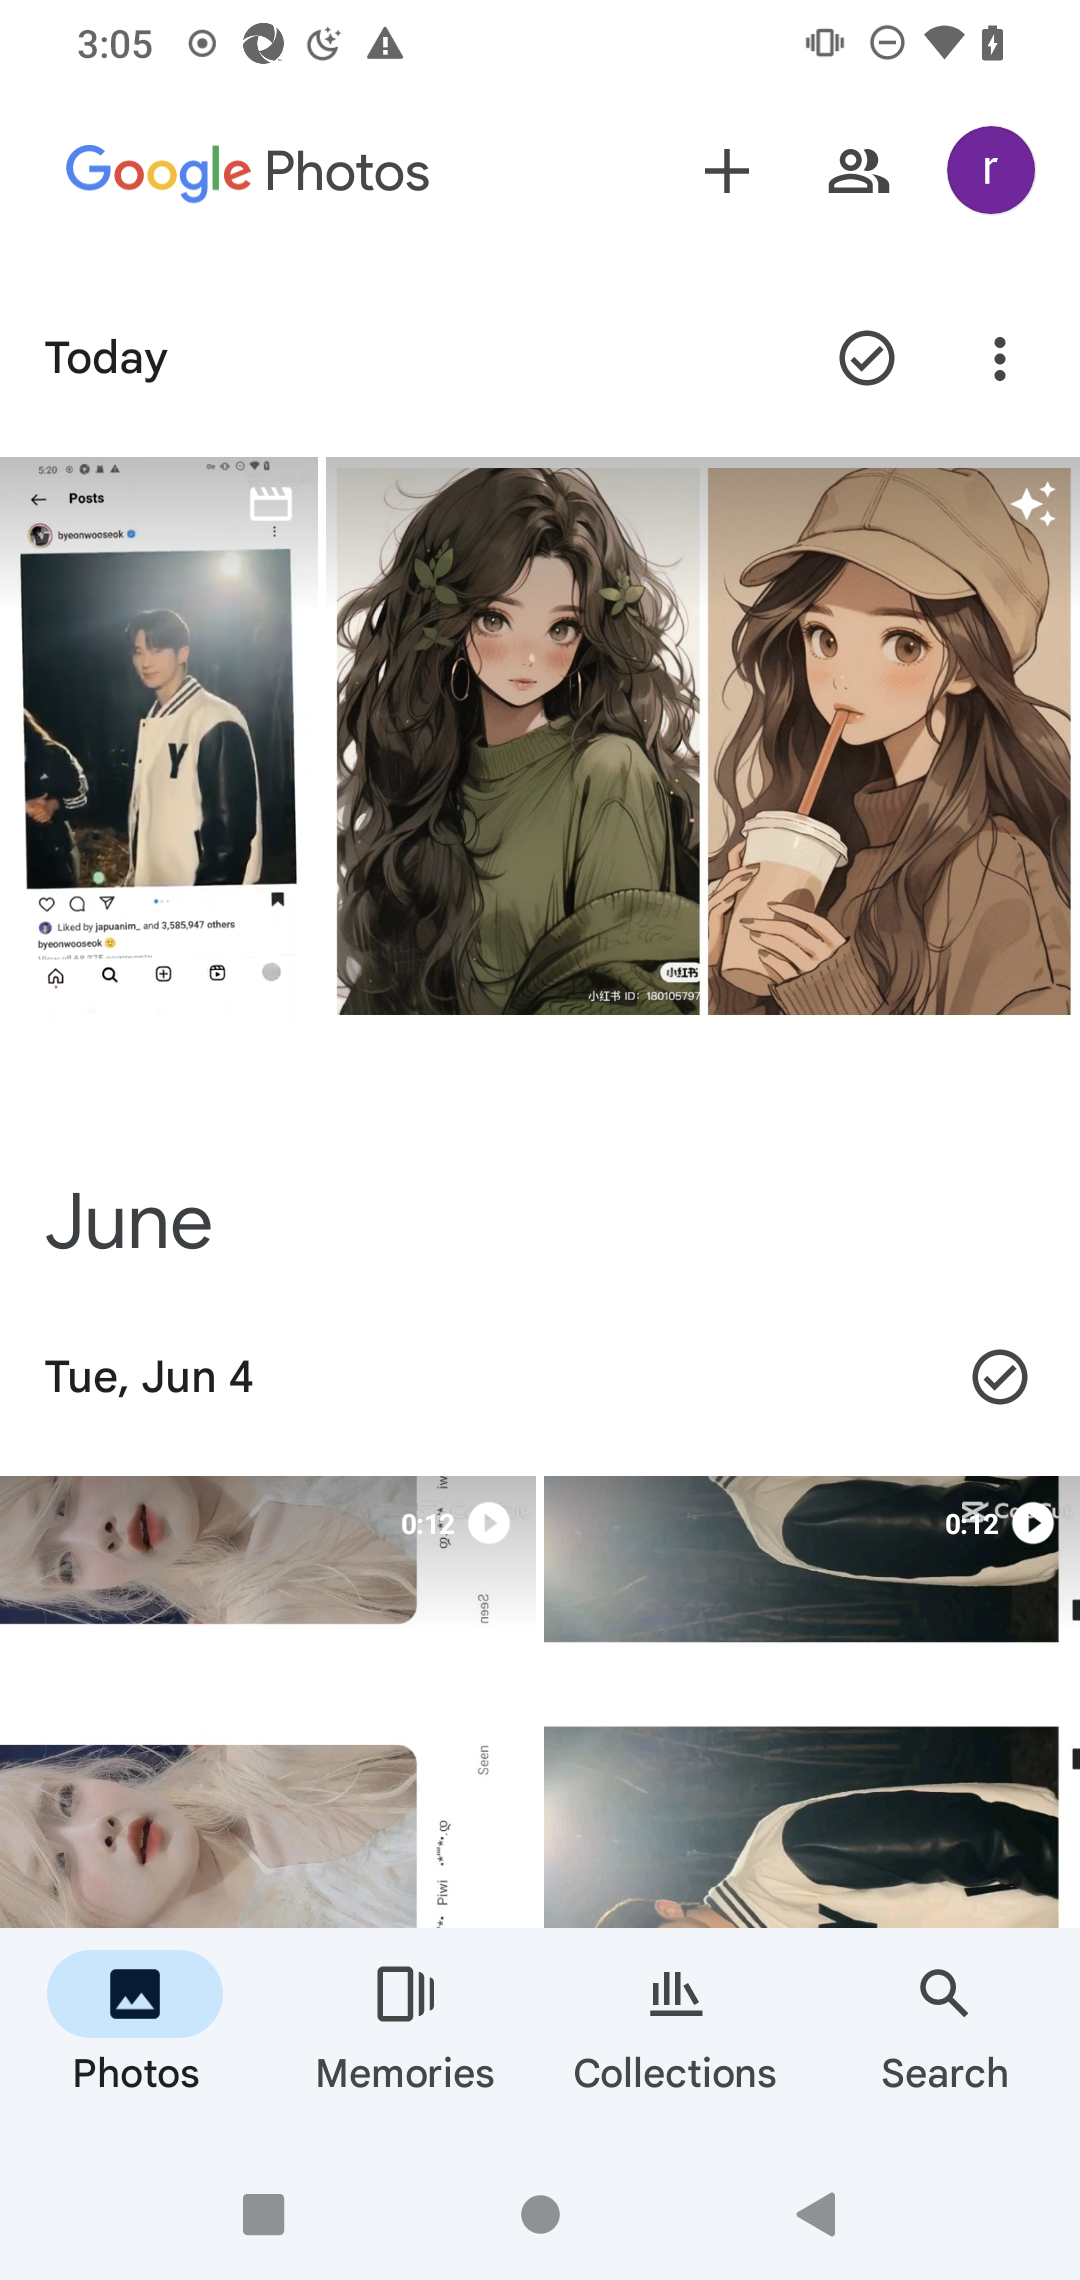 3:05
Google Photos
r
Today
5:20
Posts
byeonwooseok
Y
Liked by japuanim_ and 3,585,947 others
byeonwooseok
小红书
小红书 ID: 180105797
June
Tue, Jun 4
0:12
0:12
Seen
Seen
Piwi
Photos
Memories
Collections
Search